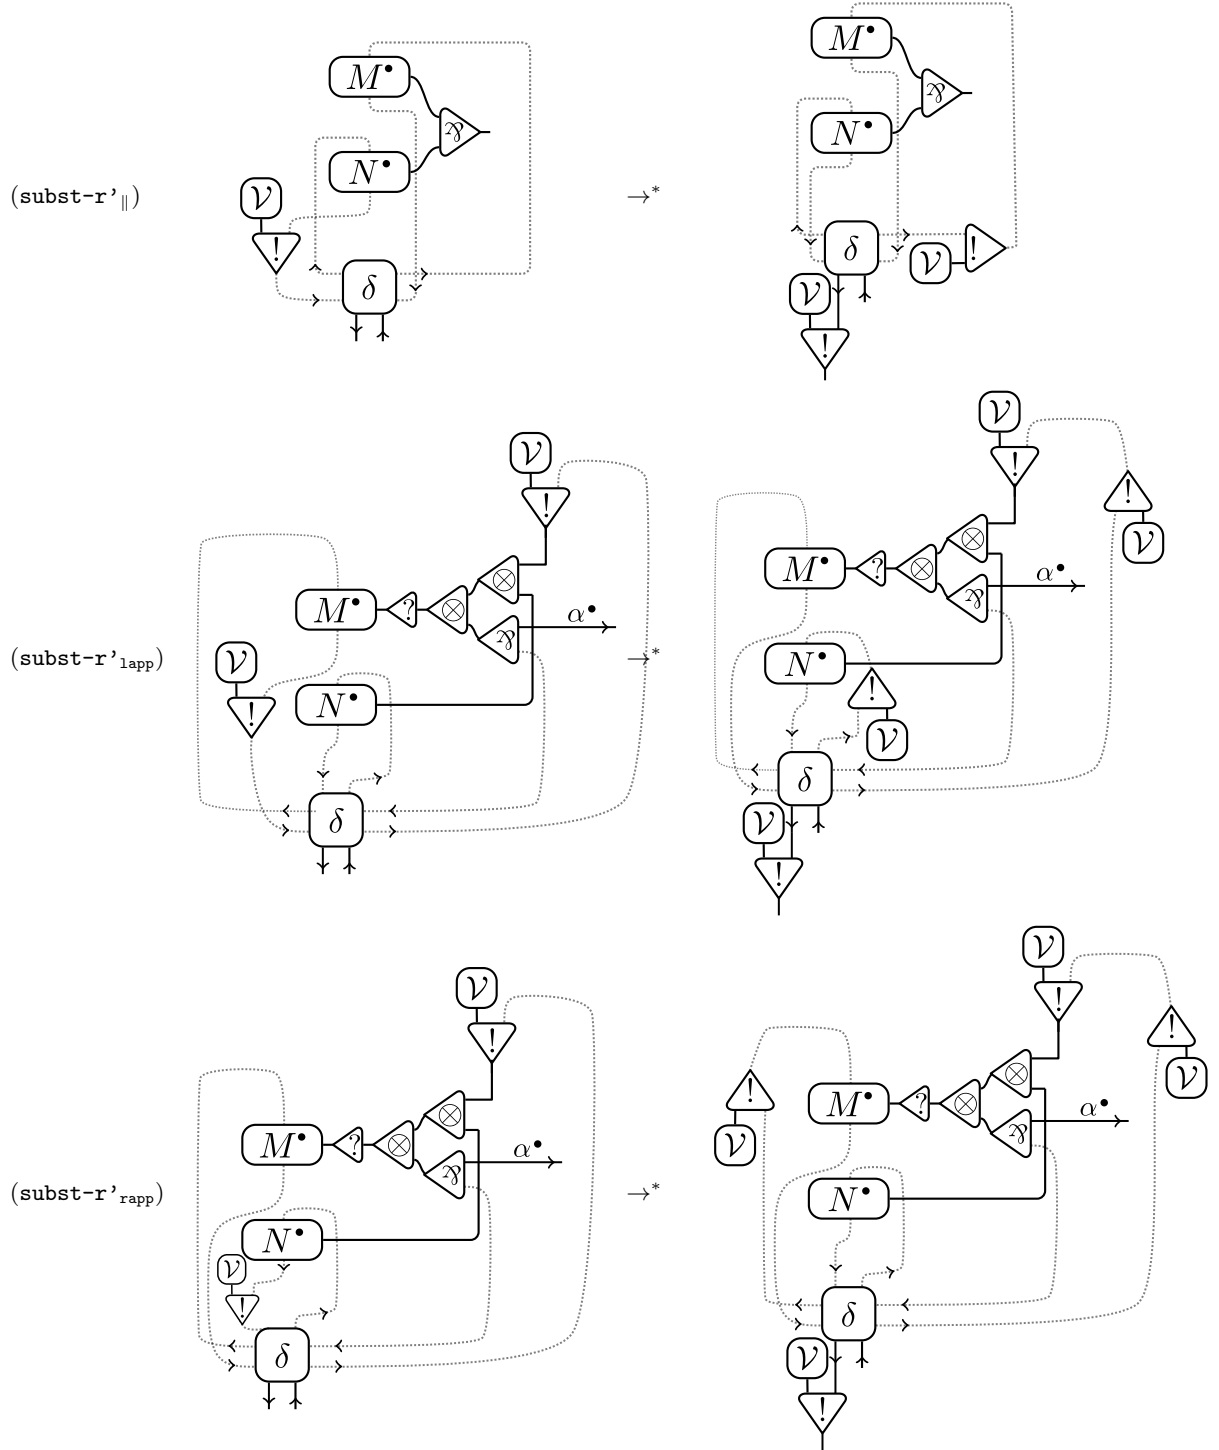 M• M•
⅋ ⅋
N• N•
(subst-r'∥) 𝒱 →*
! δ ! 𝒱
δ 𝒱
!
𝒱 𝒱
! ! !
⊗ ⊗ 𝒱
M• ? ⊗ α• M• ? ⊗ α•
⅋ ⅋
(subst-r'lapp) 𝒱 →* N•
! N• ! 𝒱
δ δ
𝒱
!
𝒱 𝒱
! ! !
⊗ ! ⊗ 𝒱
M• ? ⊗ α• 𝒱 M• ? ⊗ α•
⅋ ⅋
(subst-r'rapp) →* N•
N•
𝒱
! δ
δ 𝒱
!